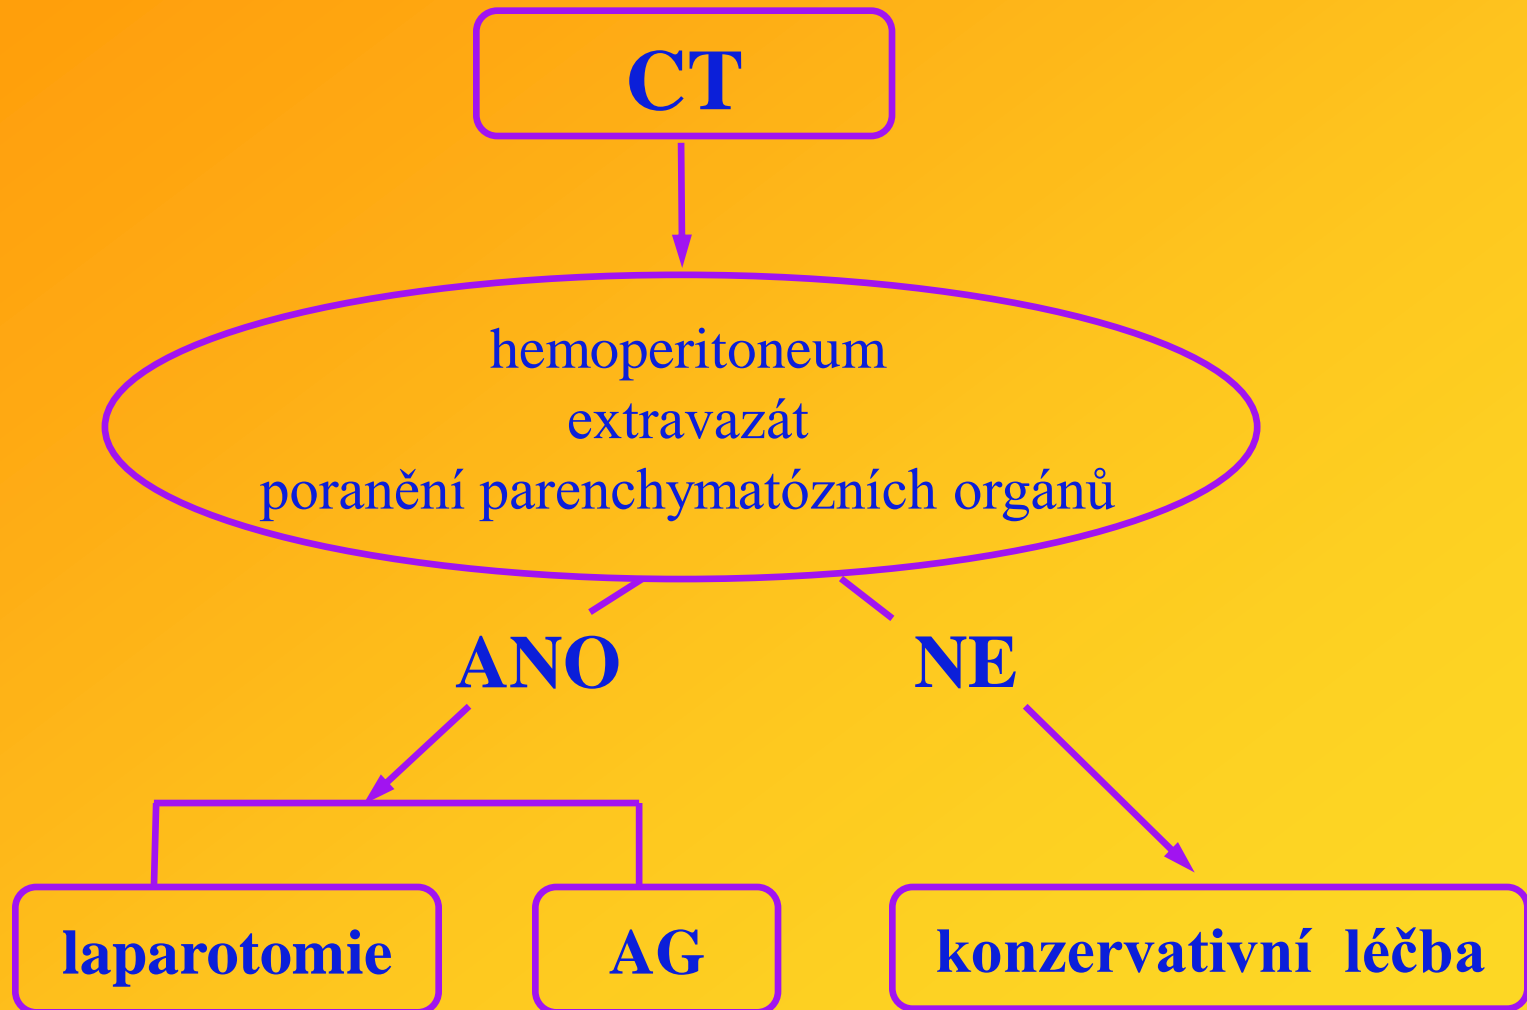 CT
hemoperitoneum
extravazát
poranění parenchymatózních orgánů
ANO
NE
laparotomie
AG
konzervativní léčba